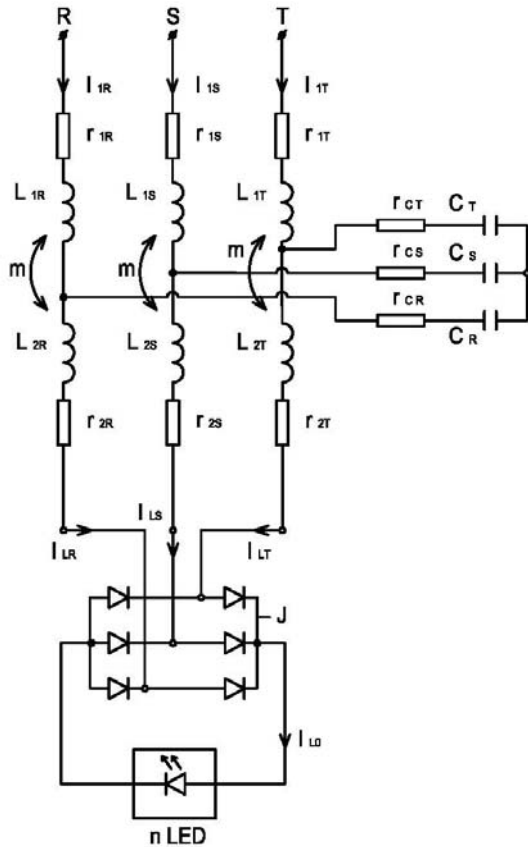 R S T
I 1R I 1S I 1T
r 1R r 1S r 1T
L 1R L 1S L 1T
r CT C T
m m m r CS C S
r CR C R
L 2R L 2S L 2T
r 2R r 2S r 2T
I LS
I LR I LT
J
I L0
n LED